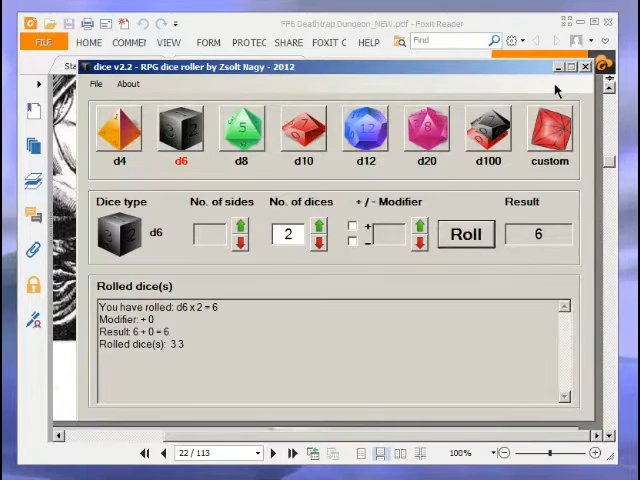 FF6 Deathtrap Dungeon_NEW.pdf - Foxit Reader
FILE HOME COMMEN VIEW FORM PROTEC SHARE FOXIT C HELP Find
dice v2.2 - RPG dice roller by Zsolt Nagy - 2012
File About
d4 d6 d8 d10 d12 d20 d100 custom
Dice type No. of sides No. of dices + / - Modifier Result
d6 2 + - Roll 6
Rolled dice(s)
You have rolled: d6 x 2 = 6
Modifier: + 0
Result: 6 + 0 = 6
Rolled dice(s): 3 3
22 / 113 100%